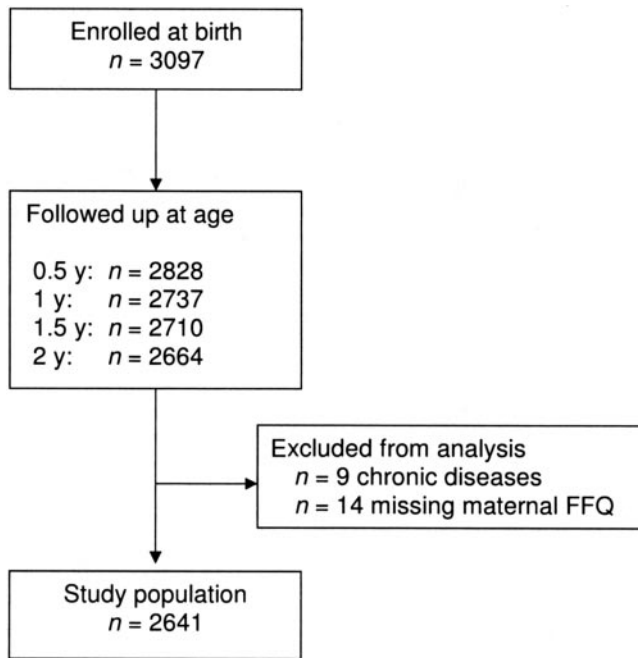 Enrolled at birth
n = 3097
Followed up at age
0.5 y: n = 2828
1 y: n = 2737
1.5 y: n = 2710
2 y: n = 2664
Excluded from analysis
n = 9 chronic diseases
n = 14 missing maternal FFQ
Study population
n = 2641